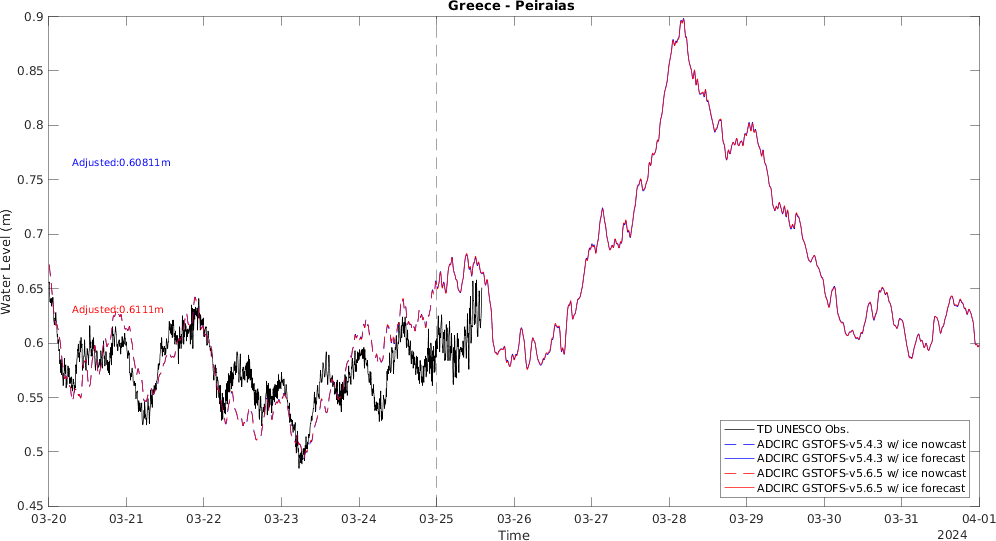 Greece - Peiraias
0.9
0.85
0.8
0.75
0.7
0.65
0.6
0.55
0.5
0.45
Water Level (m)
Adjusted:0.60811m
Adjusted:0.6111m
TD UNESCO Obs.
ADCIRC GSTOFS-v5.4.3 w/ ice nowcast
ADCIRC GSTOFS-v5.4.3 w/ ice forecast
ADCIRC GSTOFS-v5.6.5 w/ ice nowcast
ADCIRC GSTOFS-v5.6.5 w/ ice forecast
03-20 03-21 03-22 03-23 03-24 03-25 03-26 03-27 03-28 03-29 03-30 03-31 04-01
Time
2024